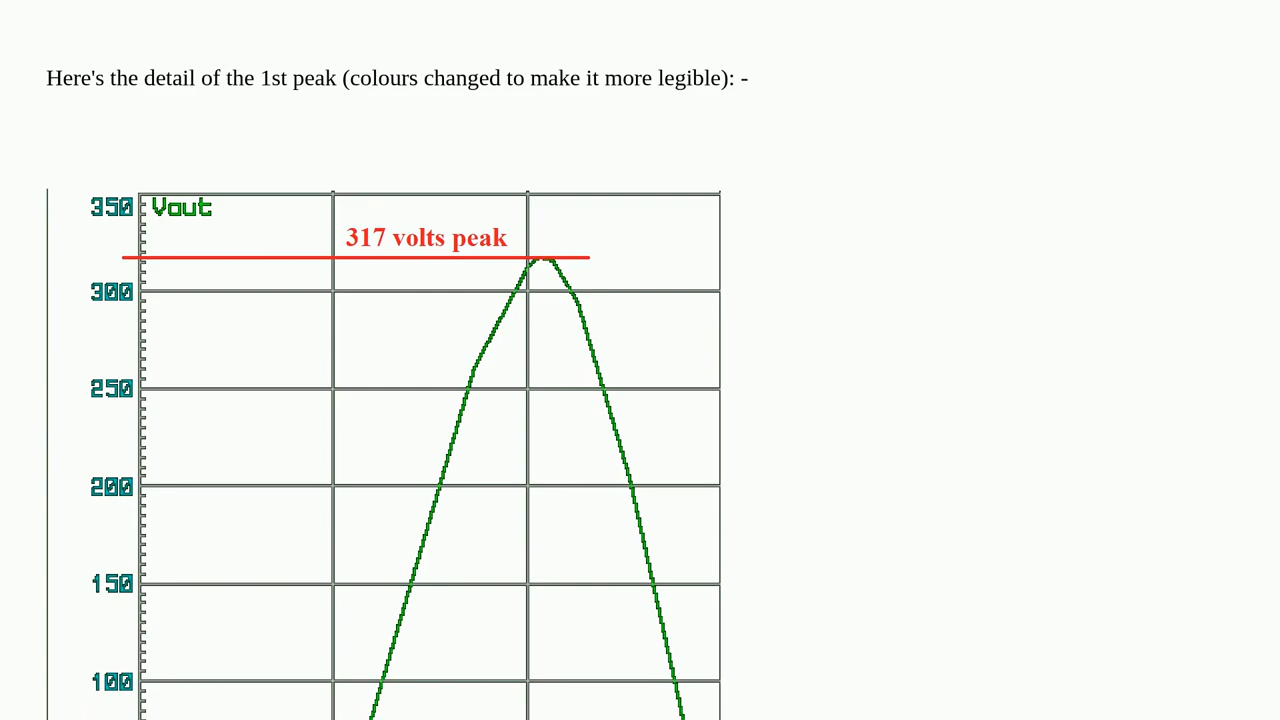 Here's the detail of the 1st peak (colours changed to make it more legible): -
350 Vout
317 volts peak
300
250
200
150
100